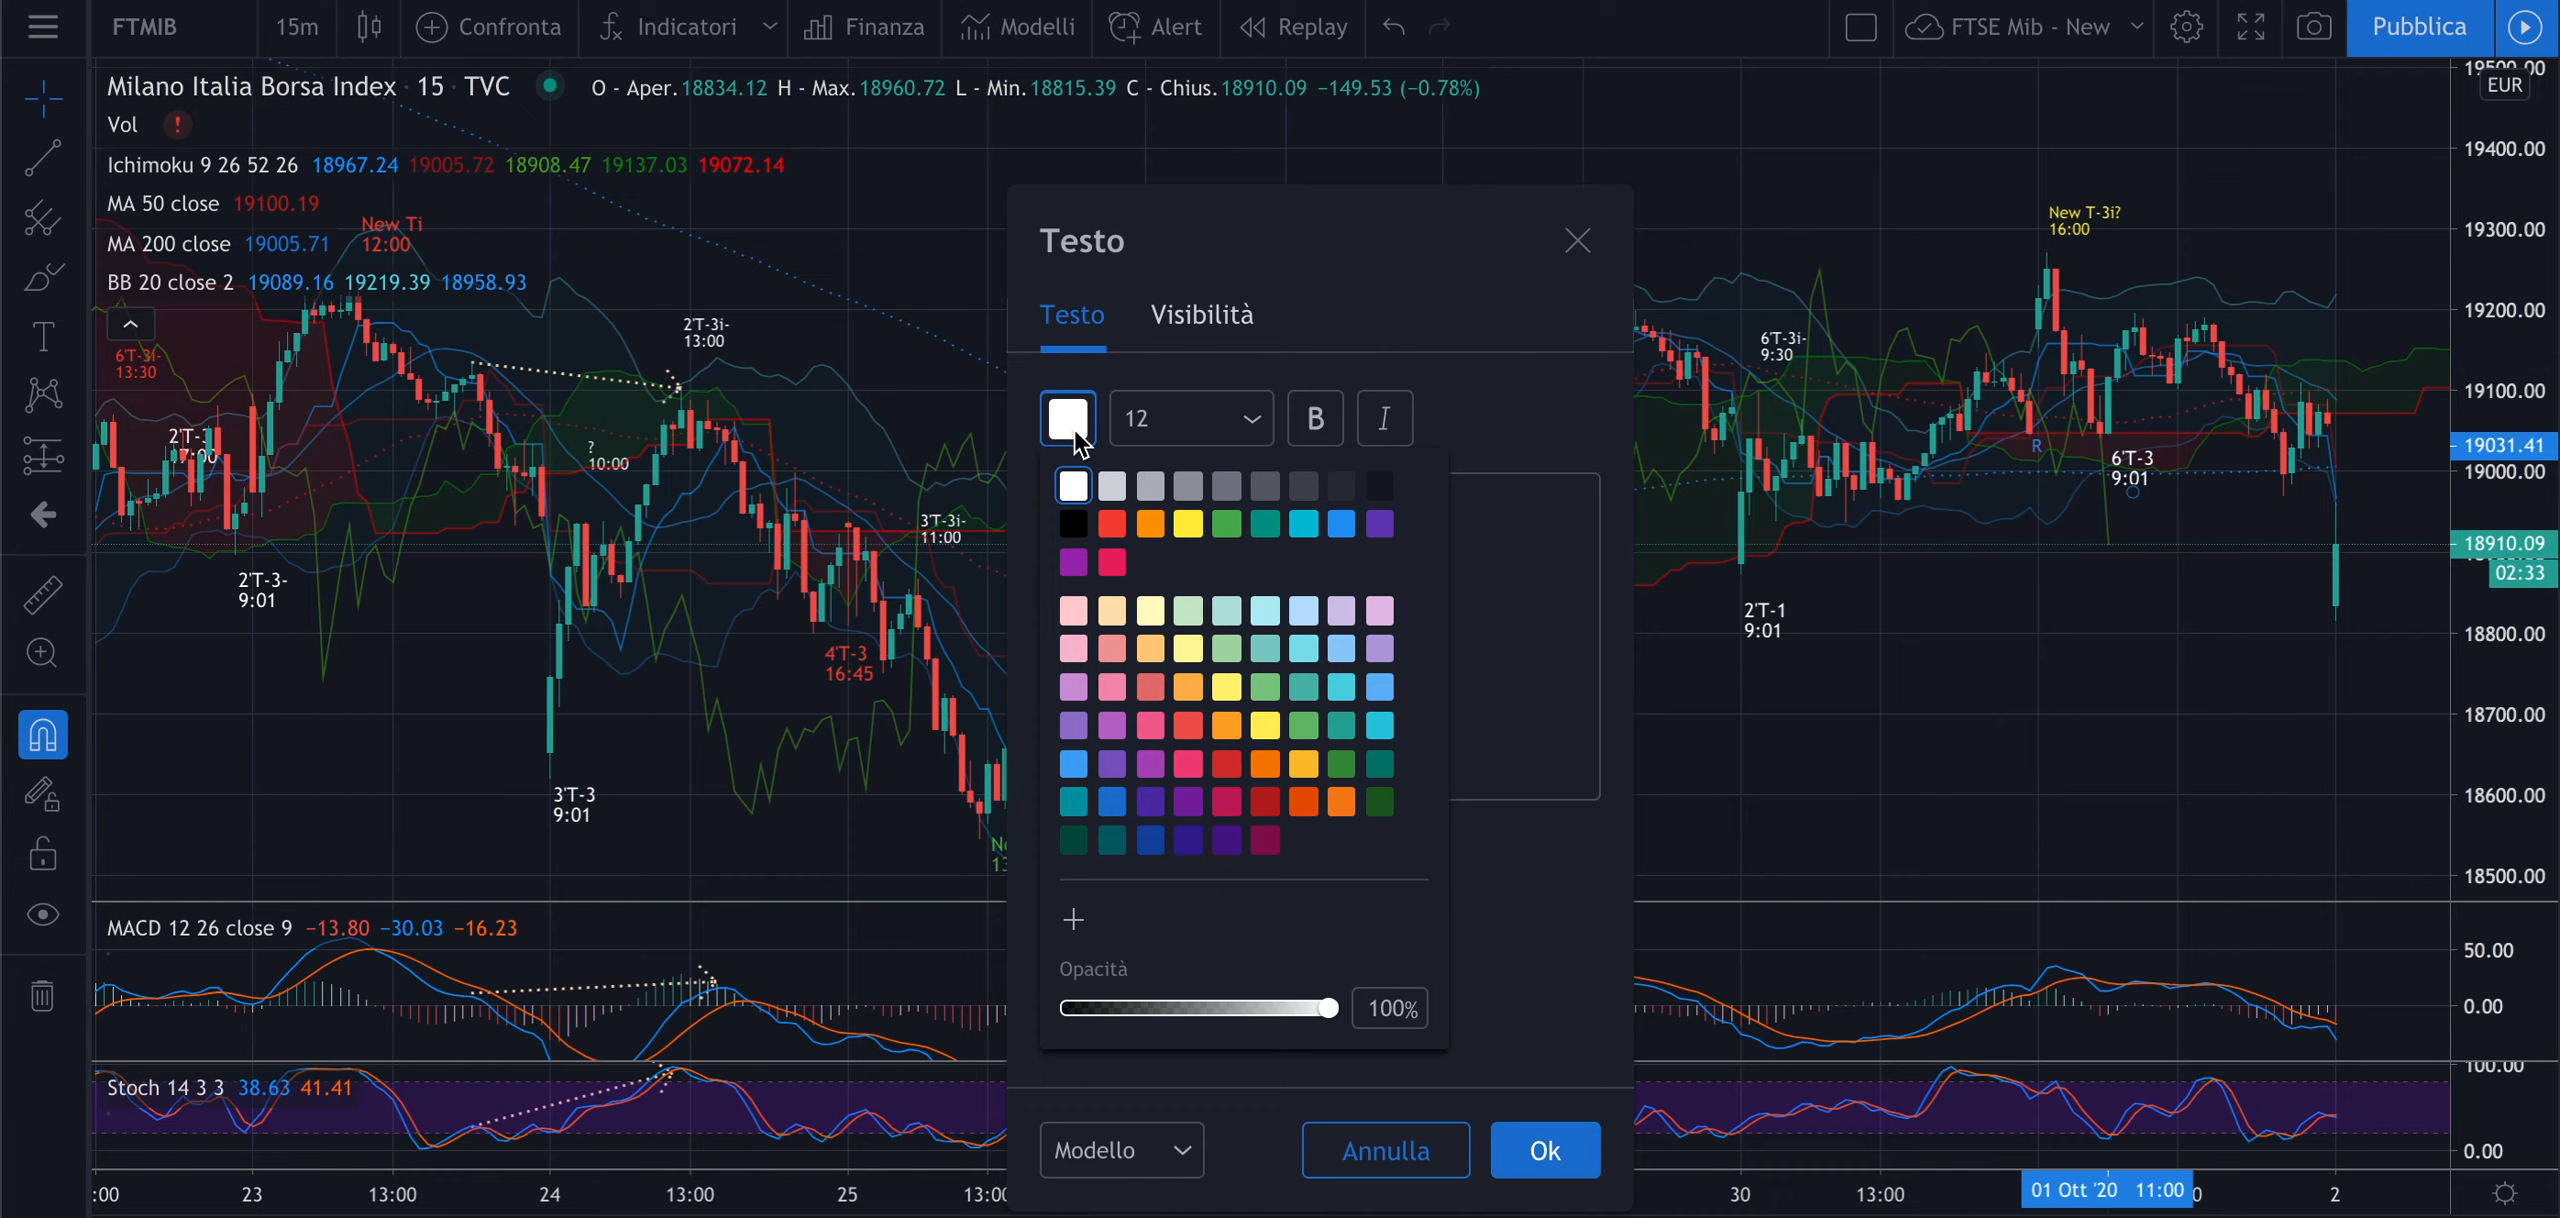 FTMIB 15m Confronta Indicatori Finanza Modelli Alert Replay FTSE Mib - New Pubblica
Milano Italia Borsa Index · 15 · TVC O - Aper.18834.12 H - Max.18960.72 L - Min.18815.39 C - Chius.18910.09 −149.53 (−0.78%)
Vol !
Ichimoku 9 26 52 26 18967.24 19005.72 18908.47 19137.03 19072.14
MA 50 close 19100.19
MA 200 close 19005.71
BB 20 close 2 19089.16 19219.39 18958.93
New Ti
12:00
6'T-3i-
13:30
2'T-3
17:00
2'T-3-
9:01
2'T-3i-
13:00
?
10:00
3'T-3i-
11:00
4'T-3
16:45
3'T-3
9:01
Testo
Testo Visibilità
12 B I
Opacità
100%
Modello Annulla Ok
New T-3i?
16:00
6'T-3i-
9:30
R
6'T-3
9:01
2'T-1
9:01
EUR
19400.00
19300.00
19200.00
19100.00
19031.41
19000.00
18910.09
02:33
18800.00
18700.00
18600.00
18500.00
MACD 12 26 close 9 −13.80 −30.03 −16.23
50.00
0.00
Stoch 14 3 3 38.63 41.41
100.00
0.00
:00 23 13:00 24 13:00 25 13:00 30 13:00 01 Ott '20 11:00 2